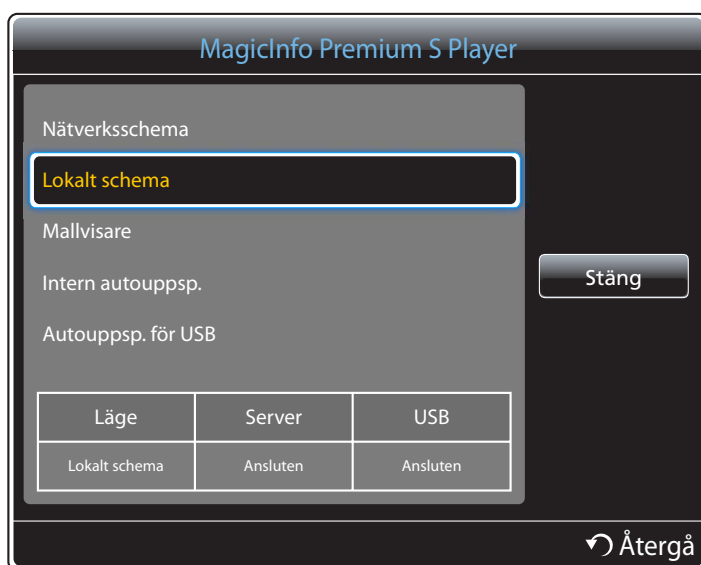 MagicInfo Premium S Player
Nätverksschema
Lokalt schema
Mallvisare
Intern autouppsp.
Autouppsp. för USB
Stäng
Läge Server USB
Lokalt schema Ansluten Ansluten
Återgå